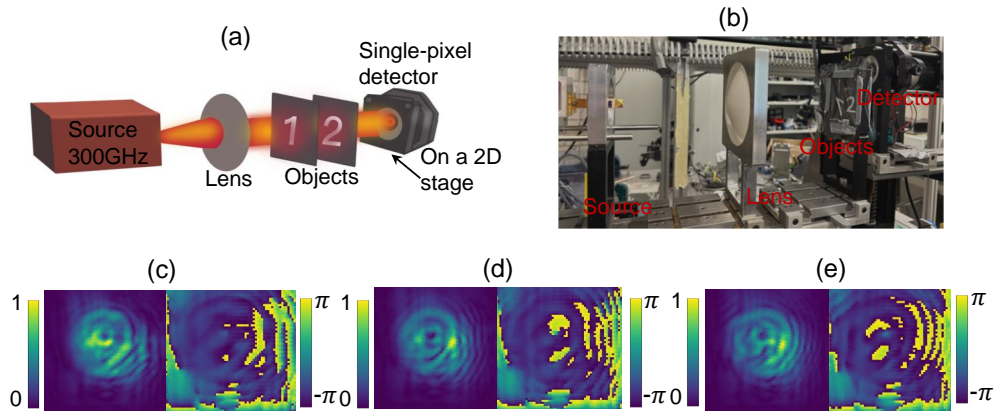 (a)
Source
300GHz
Lens
Objects
1
2
Single-pixel
detector
On a 2D
stage
(b)
Source
Lens
Objects
Detector
2
(c)
1
0
π
-π
(d)
1
0
π
-π
(e)
1
0
π
-π